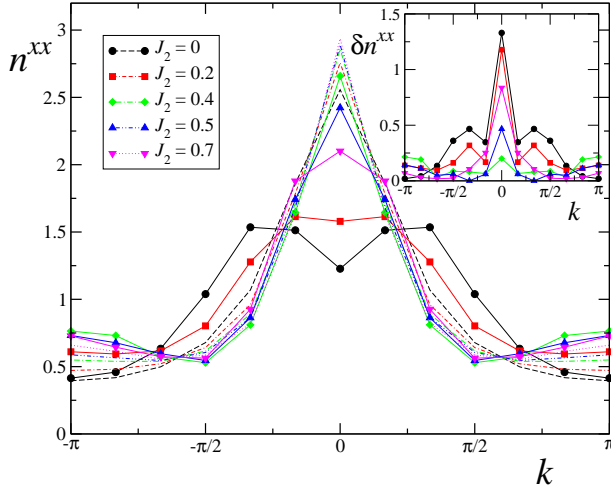 n^{xx}
3
2.5
2
1.5
1
0.5
0
-π
-π/2
0
π/2
π
k
J_2 = 0
J_2 = 0.2
J_2 = 0.4
J_2 = 0.5
J_2 = 0.7
δn^{xx}
1.5
1
0.5
0
-π
-π/2
0
π/2
π
k